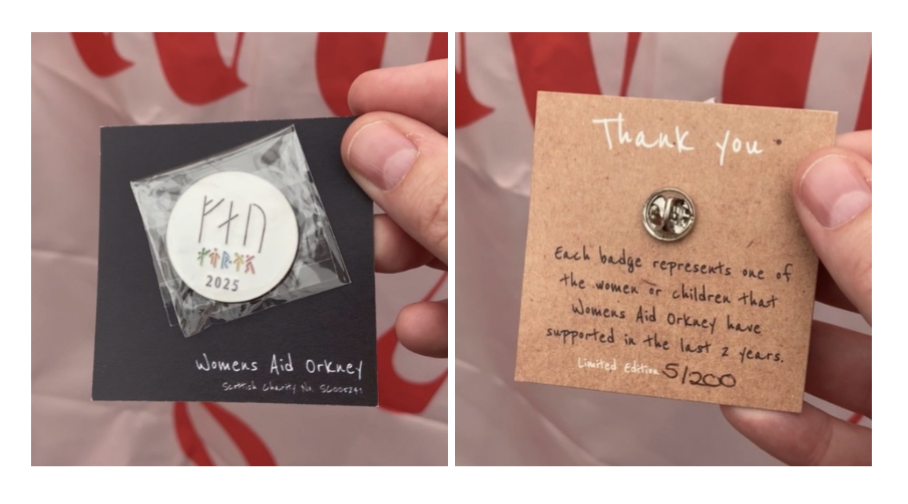 2025
Womens Aid Orkney
Scottish Charity No.
Thank you
Each badge represents one of
the women or children that
Womens Aid Orkney have
supported in the last 2 years.
Limited Edition 5/200